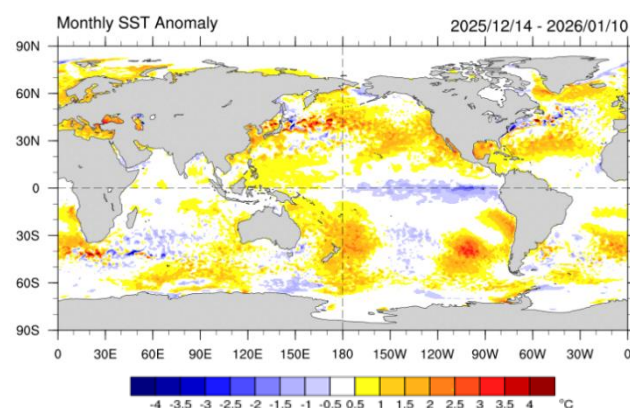 Monthly SST Anomaly 2025/12/14 - 2026/01/10
90N
60N
30N
0
30S
60S
90S
0 30E 60E 90E 120E 150E 180 150W 120W 90W 60W 30W 0
-4 -3.5 -3 -2.5 -2 -1.5 -1 -0.5 0.5 1 1.5 2 2.5 3 3.5 4 °C